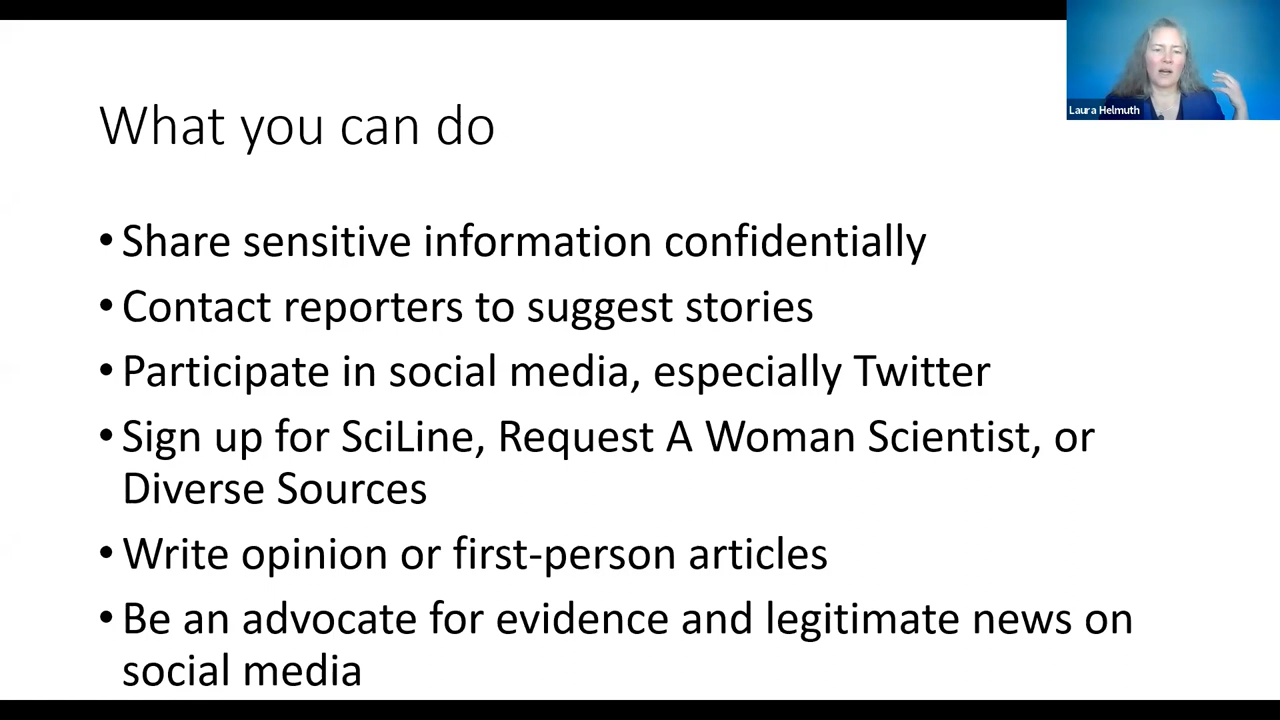 Laura Helmuth
What you can do
• Share sensitive information confidentially
• Contact reporters to suggest stories
• Participate in social media, especially Twitter
• Sign up for SciLine, Request A Woman Scientist, or
Diverse Sources
• Write opinion or first-person articles
• Be an advocate for evidence and legitimate news on
social media